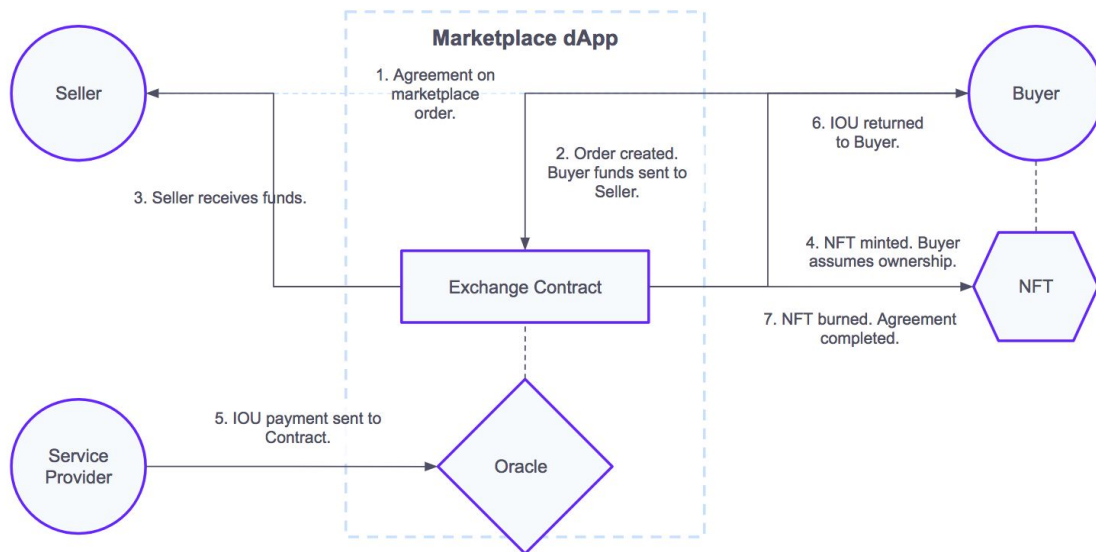 Marketplace dApp
Seller
1. Agreement on
marketplace
order.
Buyer
6. IOU returned
to Buyer.
2. Order created.
Buyer funds sent to
Seller.
3. Seller receives funds.
4. NFT minted. Buyer
assumes ownership.
Exchange Contract
NFT
7. NFT burned. Agreement
completed.
5. IOU payment sent to
Contract.
Service
Provider
Oracle